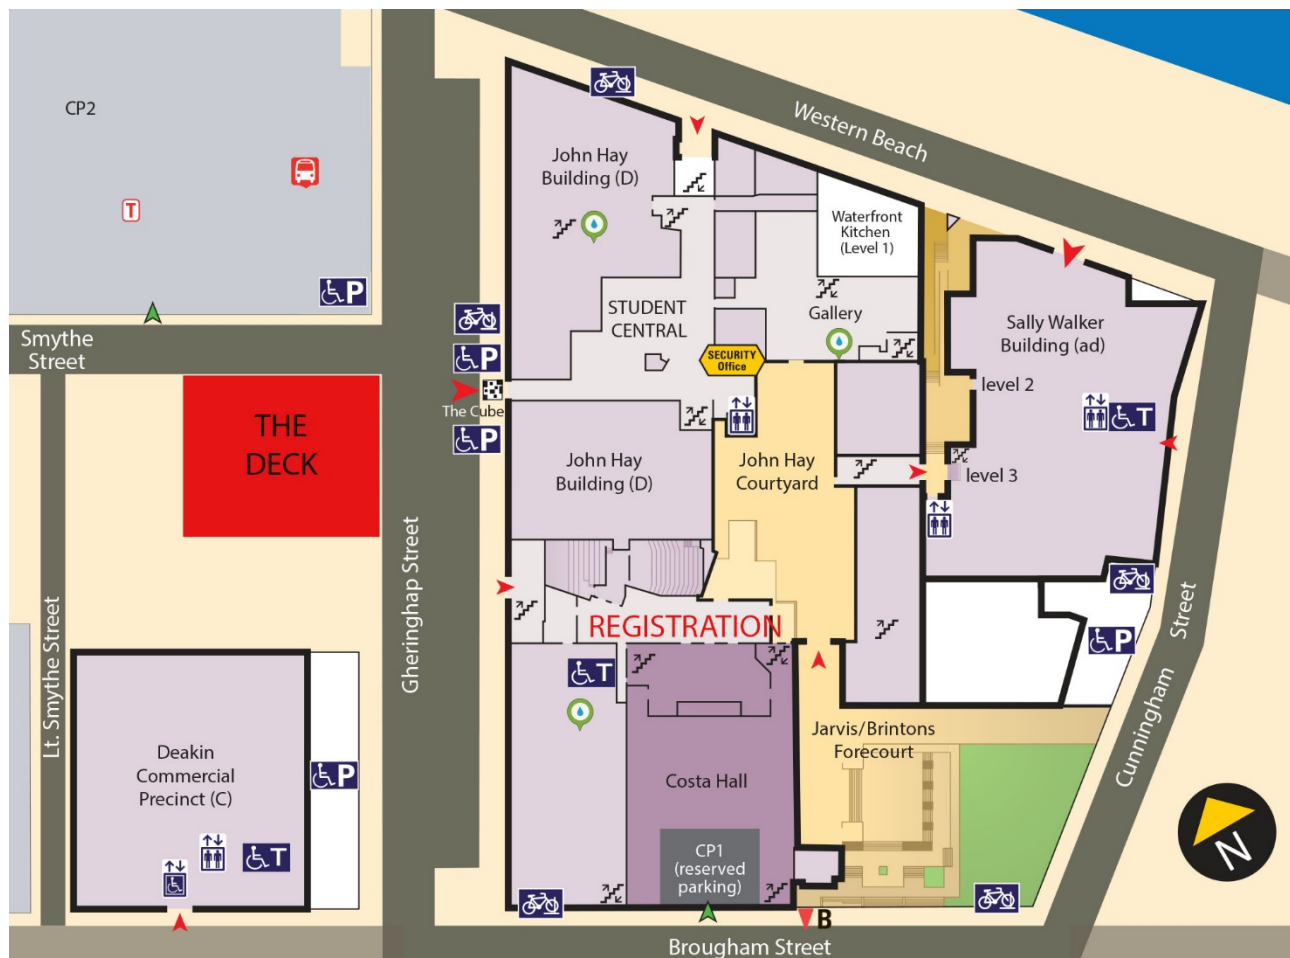 CP2
T
P
Smythe
Street
Lt. Smythe Street
THE
DECK
Gheringhap Street
Deakin
Commercial
Precinct (C)
P
T
Western Beach
John Hay
Building (D)
Waterfront
Kitchen
(Level 1)
STUDENT
CENTRAL
Gallery
SECURITY
Office
P
The Cube
P
John Hay
Building (D)
John Hay
Courtyard
Sally Walker
Building (ad)
level 2
T
level 3
REGISTRATION
T
P
Cunningham Street
Jarvis/Brintons
Forecourt
Costa Hall
CP1
(reserved
parking)
B
Brougham Street
N